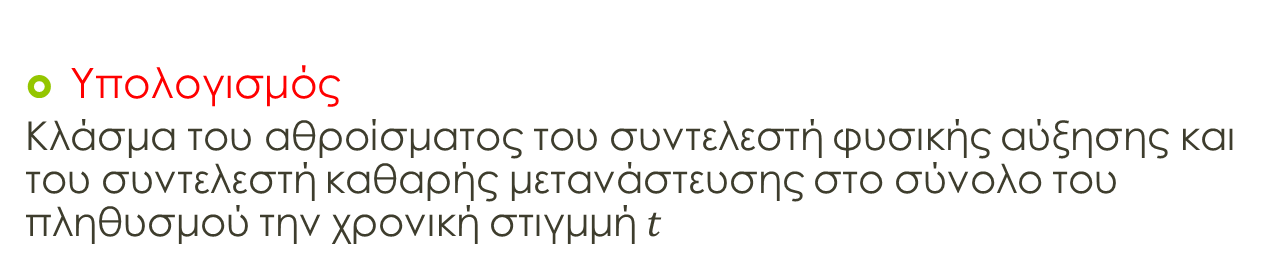 Υπολογισμός
Κλάσμα του αθροίσματος του συντελεστή φυσικής αύξησης και
του συντελεστή καθαρής μετανάστευσης στο σύνολο του
πληθυσμού την χρονική στιγμμή t